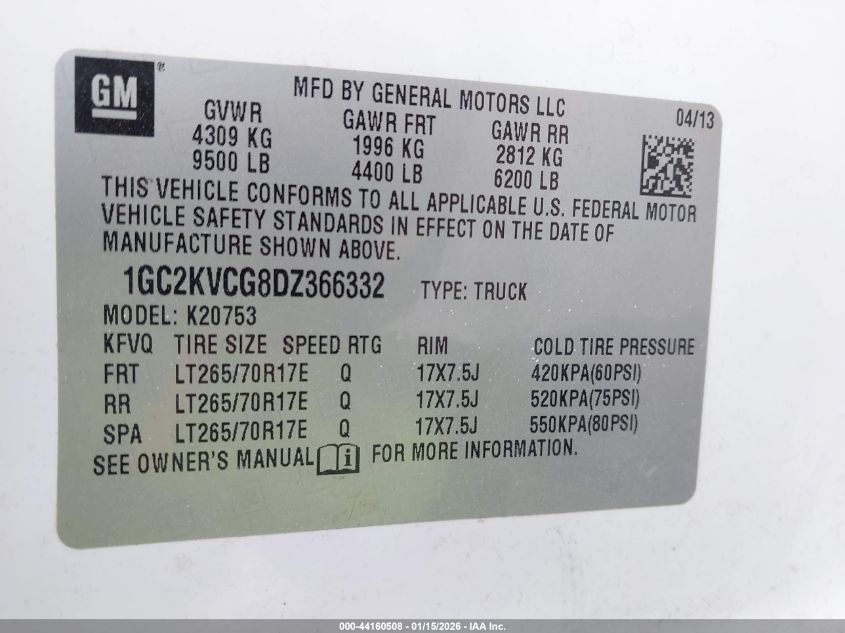 GM ®
MFD BY GENERAL MOTORS LLC
04/13
GVWR GAWR FRT GAWR RR
4309 KG 1996 KG 2812 KG
9500 LB 4400 LB 6200 LB
THIS VEHICLE CONFORMS TO ALL APPLICABLE U.S. FEDERAL MOTOR
VEHICLE SAFETY STANDARDS IN EFFECT ON THE DATE OF
MANUFACTURE SHOWN ABOVE.
1GC2KVCG8DZ366332 TYPE: TRUCK
MODEL: K20753
KFVQ TIRE SIZE SPEED RTG RIM COLD TIRE PRESSURE
FRT LT265/70R17E Q 17X7.5J 420KPA(60PSI)
RR LT265/70R17E Q 17X7.5J 520KPA(75PSI)
SPA LT265/70R17E Q 17X7.5J 550KPA(80PSI)
SEE OWNER'S MANUAL i FOR MORE INFORMATION.
000-44160508 - 01/15/2026 - IAA Inc.